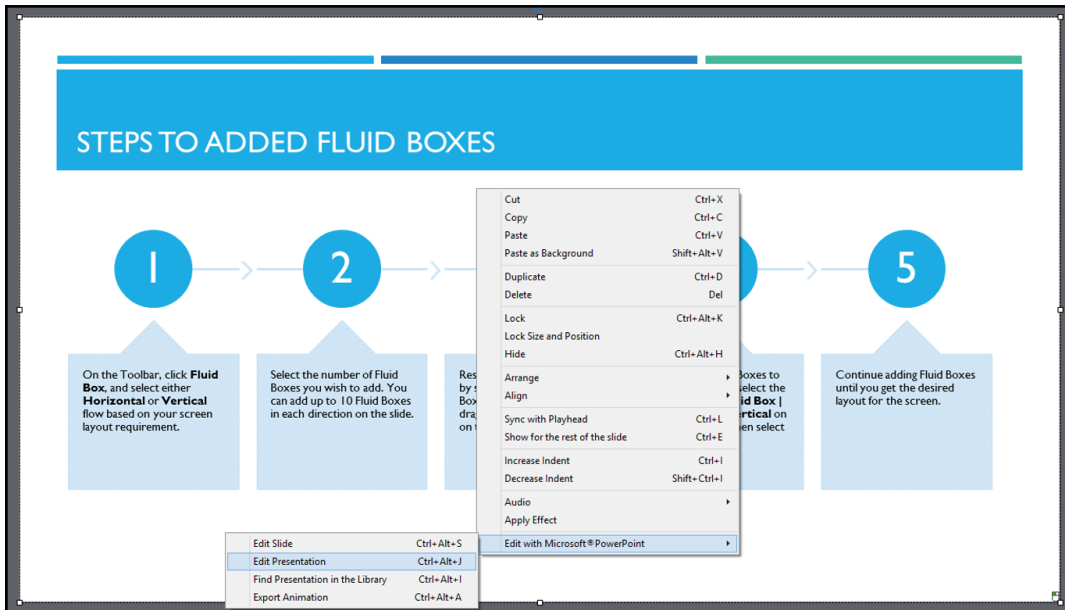 STEPS TO ADDED FLUID BOXES
1
2
5
On the Toolbar, click Fluid
Box, and select either
Horizontal or Vertical
flow based on your screen
layout requirement.
Select the number of Fluid
Boxes you wish to add. You
can add up to 10 Fluid Boxes
in each direction on the slide.
Res
by s
Box
drag
on t
Boxes to
select the
id Box |
rtical on
en select
Continue adding Fluid Boxes
until you get the desired
layout for the screen.
Cut Ctrl+X
Copy Ctrl+C
Paste Ctrl+V
Paste as Background Shift+Alt+V
Duplicate Ctrl+D
Delete Del
Lock Ctrl+Alt+K
Lock Size and Position
Hide Ctrl+Alt+H
Arrange
Align
Sync with Playhead Ctrl+L
Show for the rest of the slide Ctrl+E
Increase Indent Ctrl+I
Decrease Indent Shift+Ctrl+I
Audio
Apply Effect
Edit with Microsoft®PowerPoint
Edit Slide Ctrl+Alt+S
Edit Presentation Ctrl+Alt+J
Find Presentation in the Library Ctrl+Alt+I
Export Animation Ctrl+Alt+A